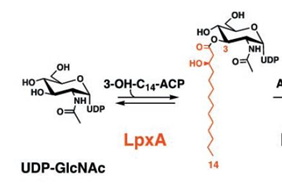 HO
OH
O
HO
O
O
O
3
NH
UDP
HO
O
OH
HO
O
HO
NH
UDP
O
3-OH-C14-ACP
A
LpxA
14
UDP-GlcNAc